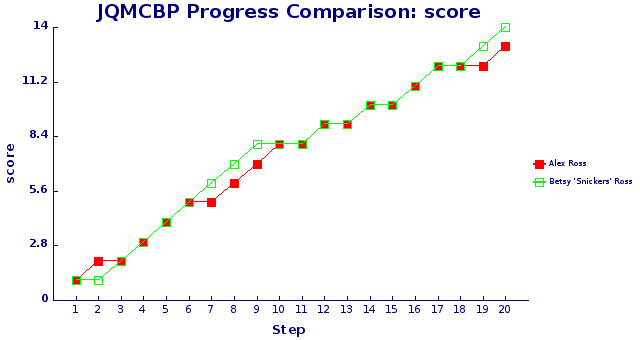 JQMCBP Progress Comparison: score
14
11.2
8.4
5.6
2.8
0
score
1 2 3 4 5 6 7 8 9 10 11 12 13 14 15 16 17 18 19 20
Step
Alex Ross
Betsy 'Snickers' Ross